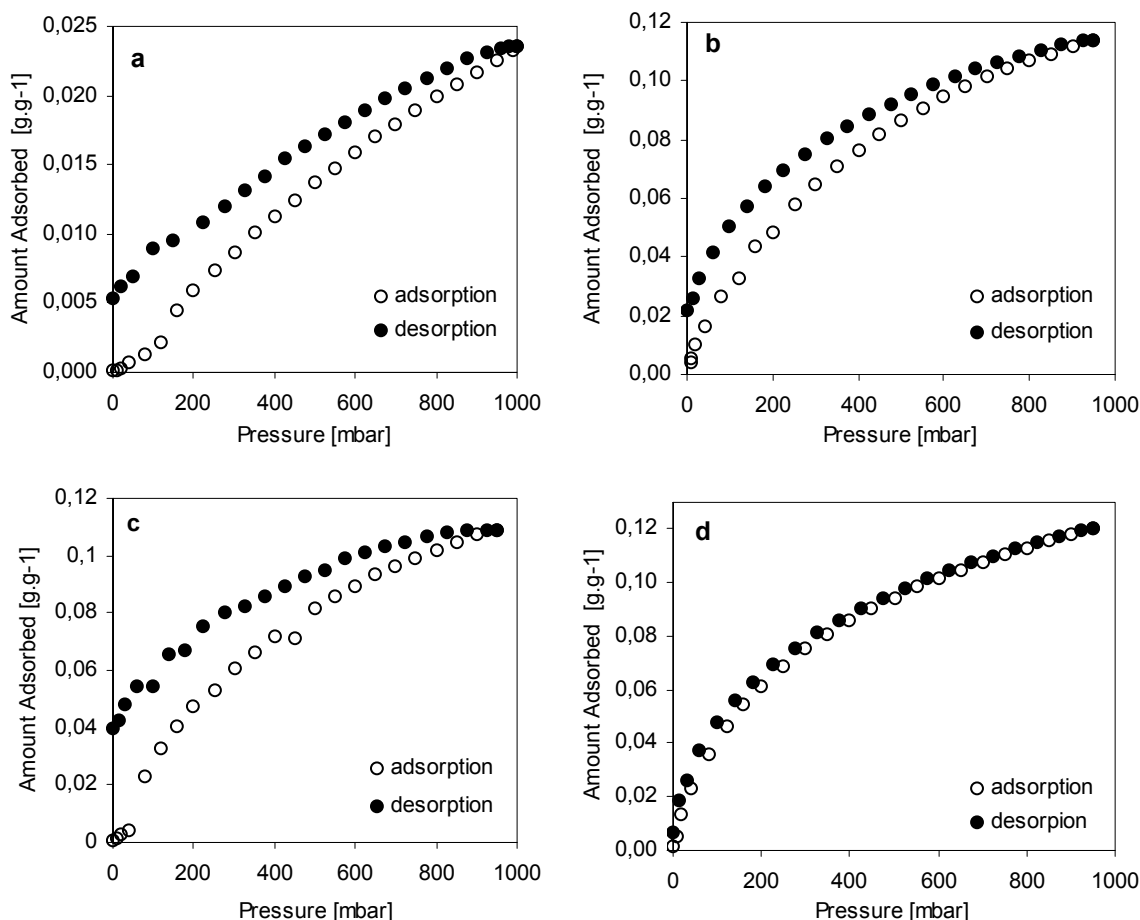 a
0,025
0,020
0,015
0,010
0,005
0,000
Amount Adsorbed [g.g-1]
adsorption
desorption
0 200 400 600 800 1000
Pressure [mbar]
b
0,12
0,10
0,08
0,06
0,04
0,02
0,00
Amount Adsorbed [g.g-1]
adsorption
desorption
0 200 400 600 800 1000
Pressure [mbar]
c
0,12
0,1
0,08
0,06
0,04
0,02
0
Amount Adsorbed [g.g-1]
adsorption
desorption
0 200 400 600 800 1000
Pressure [mbar]
d
0,12
0,10
0,08
0,06
0,04
0,02
0,00
Amount Adsorbed [g.g-1]
adsorption
desorpion
0 200 400 600 800 1000
Pressure [mbar]